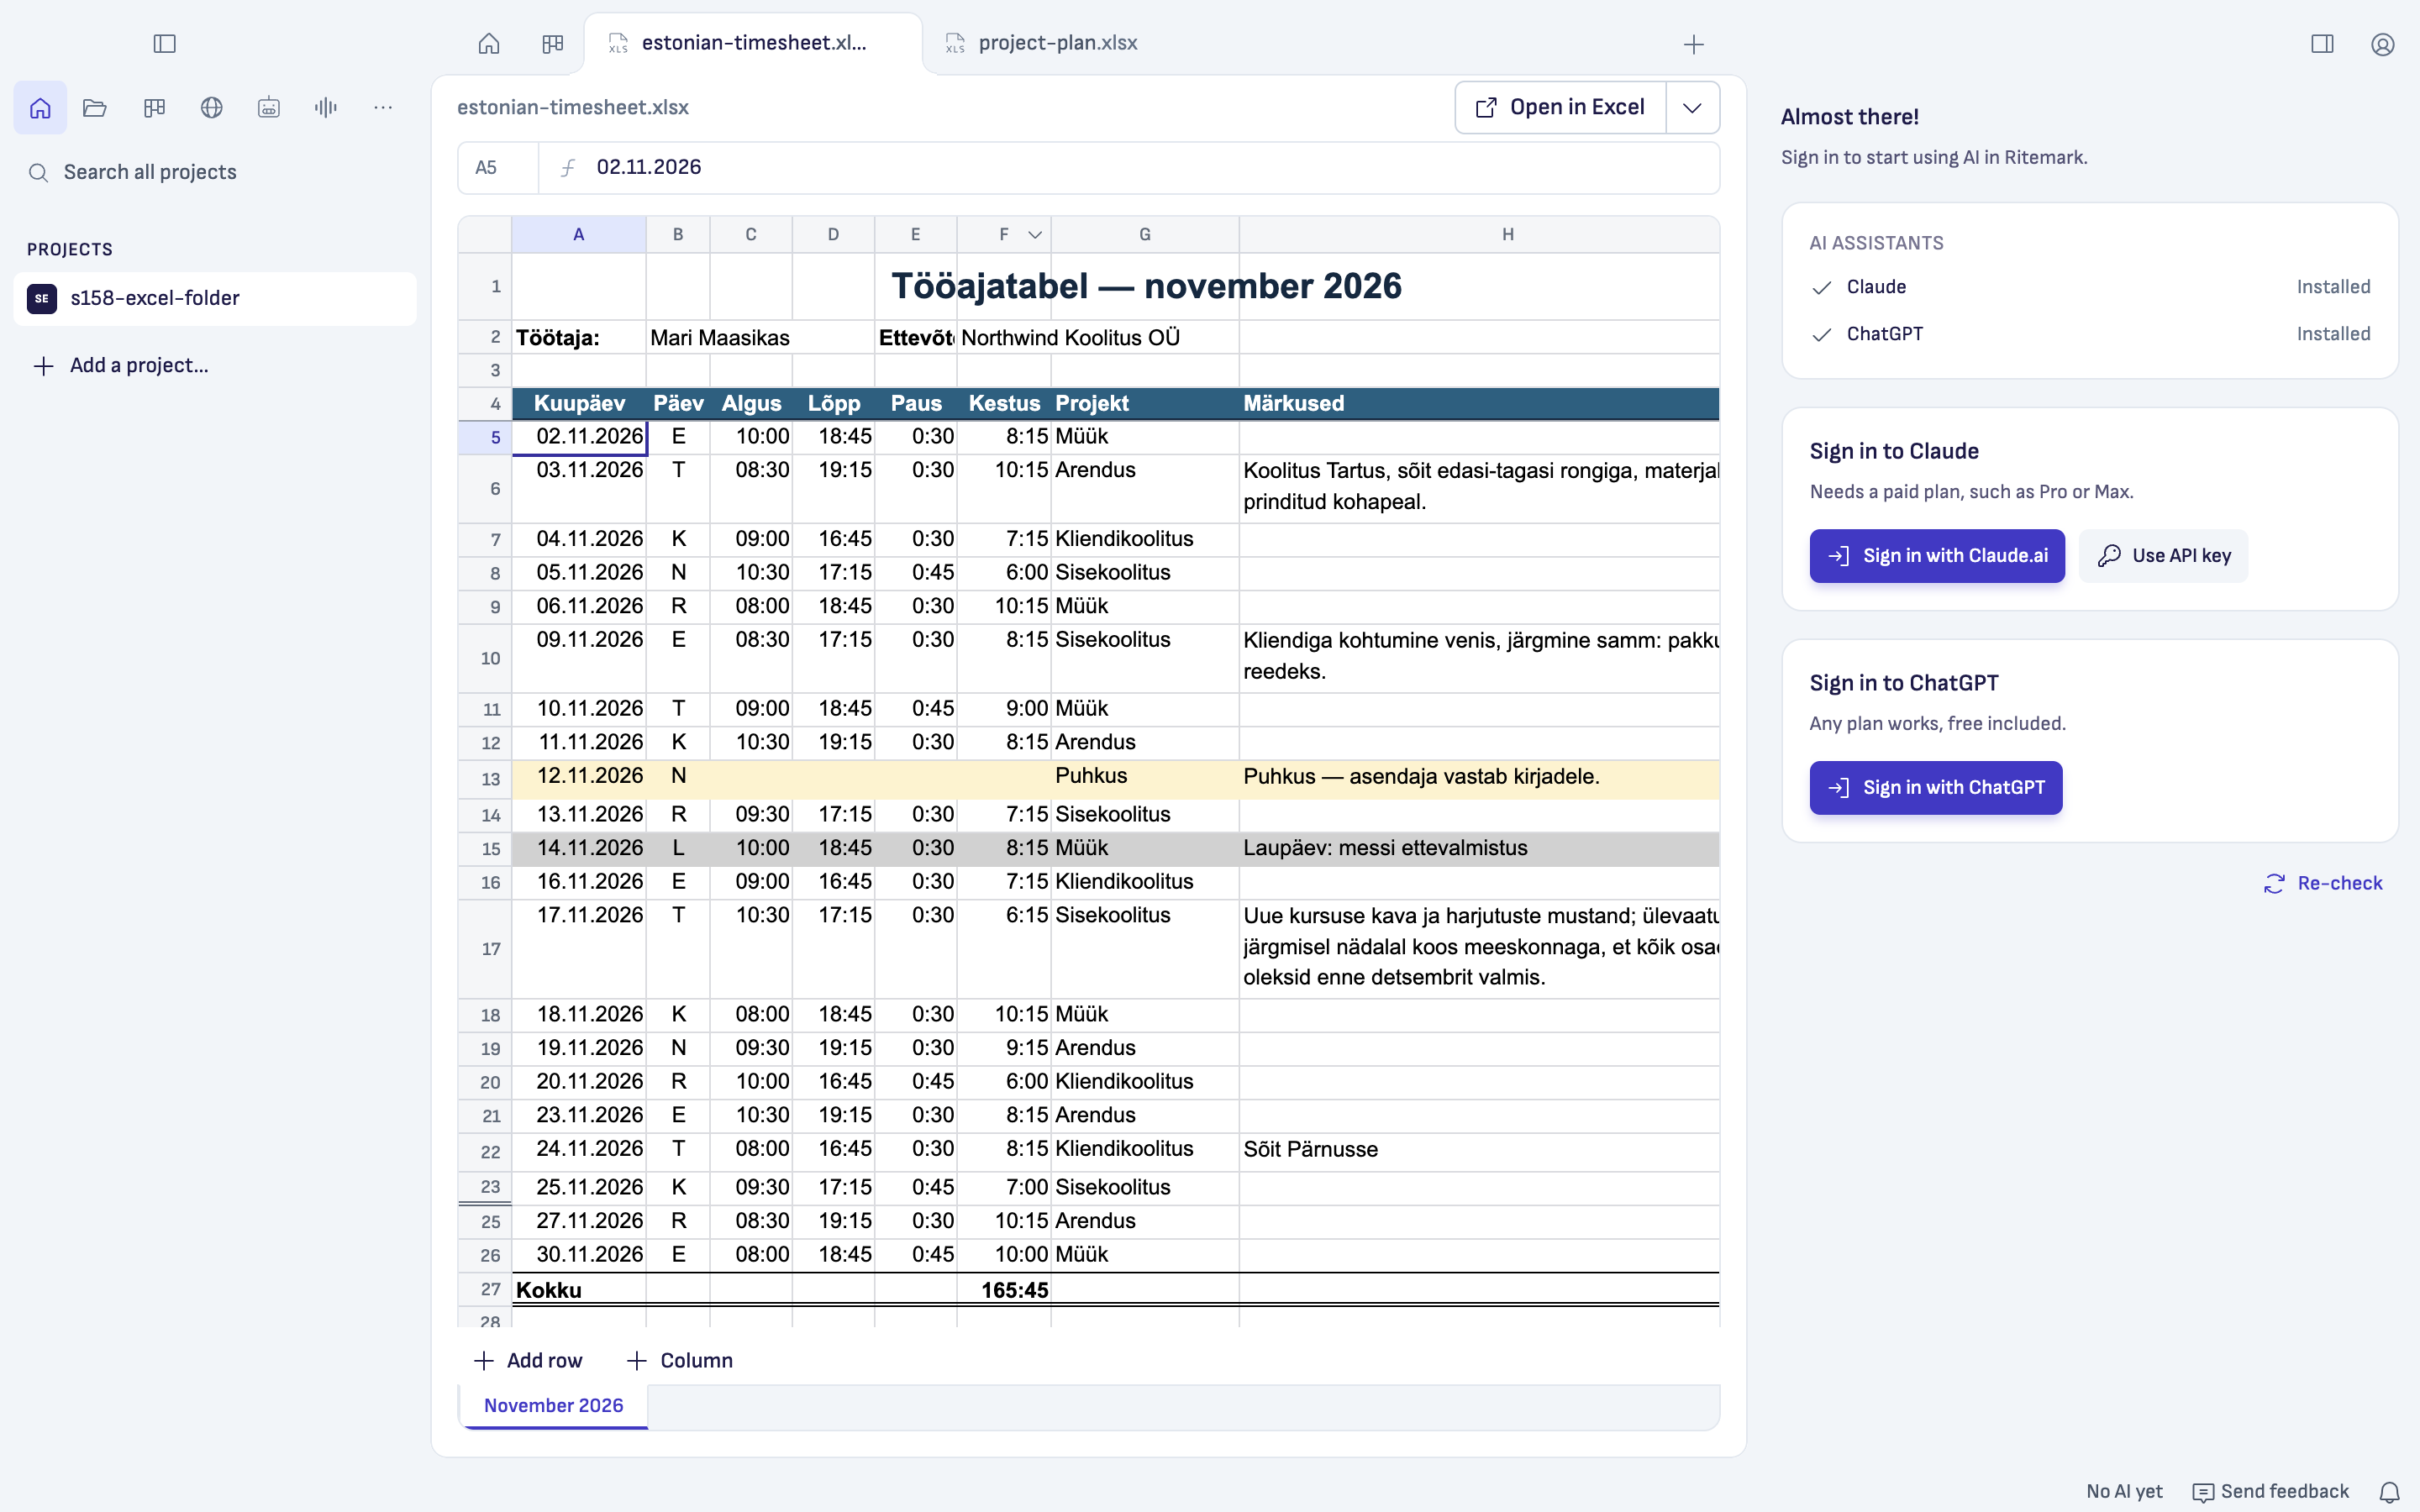 estonian-timesheet.xl...
project-plan.xlsx
Search all projects
PROJECTS
SE s158-excel-folder
Add a project...
estonian-timesheet.xlsx
Open in Excel
A5 02.11.2026
A B C D E F G H
1 Tööajatabel — november 2026
2 Töötaja: Mari Maasikas Ettevõt Northwind Koolitus OÜ
3
4 Kuupäev Päev Algus Lõpp Paus Kestus Projekt Märkused
5 02.11.2026 E 10:00 18:45 0:30 8:15 Müük
6 03.11.2026 T 08:30 19:15 0:30 10:15 Arendus Koolitus Tartus, sõit edasi-tagasi rongiga, materjal
prinditud kohapeal.
7 04.11.2026 K 09:00 16:45 0:30 7:15 Kliendikoolitus
8 05.11.2026 N 10:30 17:15 0:45 6:00 Sisekoolitus
9 06.11.2026 R 08:00 18:45 0:30 10:15 Müük
10 09.11.2026 E 08:30 17:15 0:30 8:15 Sisekoolitus Kliendiga kohtumine venis, järgmine samm: pakku
reedeks.
11 10.11.2026 T 09:00 18:45 0:45 9:00 Müük
12 11.11.2026 K 10:30 19:15 0:30 8:15 Arendus
13 12.11.2026 N Puhkus Puhkus — asendaja vastab kirjadele.
14 13.11.2026 R 09:30 17:15 0:30 7:15 Sisekoolitus
15 14.11.2026 L 10:00 18:45 0:30 8:15 Müük Laupäev: messi ettevalmistus
16 16.11.2026 E 09:00 16:45 0:30 7:15 Kliendikoolitus
17 17.11.2026 T 10:30 17:15 0:30 6:15 Sisekoolitus Uue kursuse kava ja harjutuste mustand; ülevaatu
järgmisel nädalal koos meeskonnaga, et kõik osad
oleksid enne detsembrit valmis.
18 18.11.2026 K 08:00 18:45 0:30 10:15 Müük
19 19.11.2026 N 09:30 19:15 0:30 9:15 Arendus
20 20.11.2026 R 10:00 16:45 0:45 6:00 Kliendikoolitus
21 23.11.2026 E 10:30 19:15 0:30 8:15 Arendus
22 24.11.2026 T 08:00 16:45 0:30 8:15 Kliendikoolitus Sõit Pärnusse
23 25.11.2026 K 09:30 17:15 0:45 7:00 Sisekoolitus
25 27.11.2026 R 08:30 19:15 0:30 10:15 Arendus
26 30.11.2026 E 08:00 18:45 0:45 10:00 Müük
27 Kokku 165:45
28
Add row Column
November 2026
Almost there!
Sign in to start using AI in Ritemark.
AI ASSISTANTS
Claude Installed
ChatGPT Installed
Sign in to Claude
Needs a paid plan, such as Pro or Max.
Sign in with Claude.ai Use API key
Sign in to ChatGPT
Any plan works, free included.
Sign in with ChatGPT
Re-check
No AI yet Send feedback